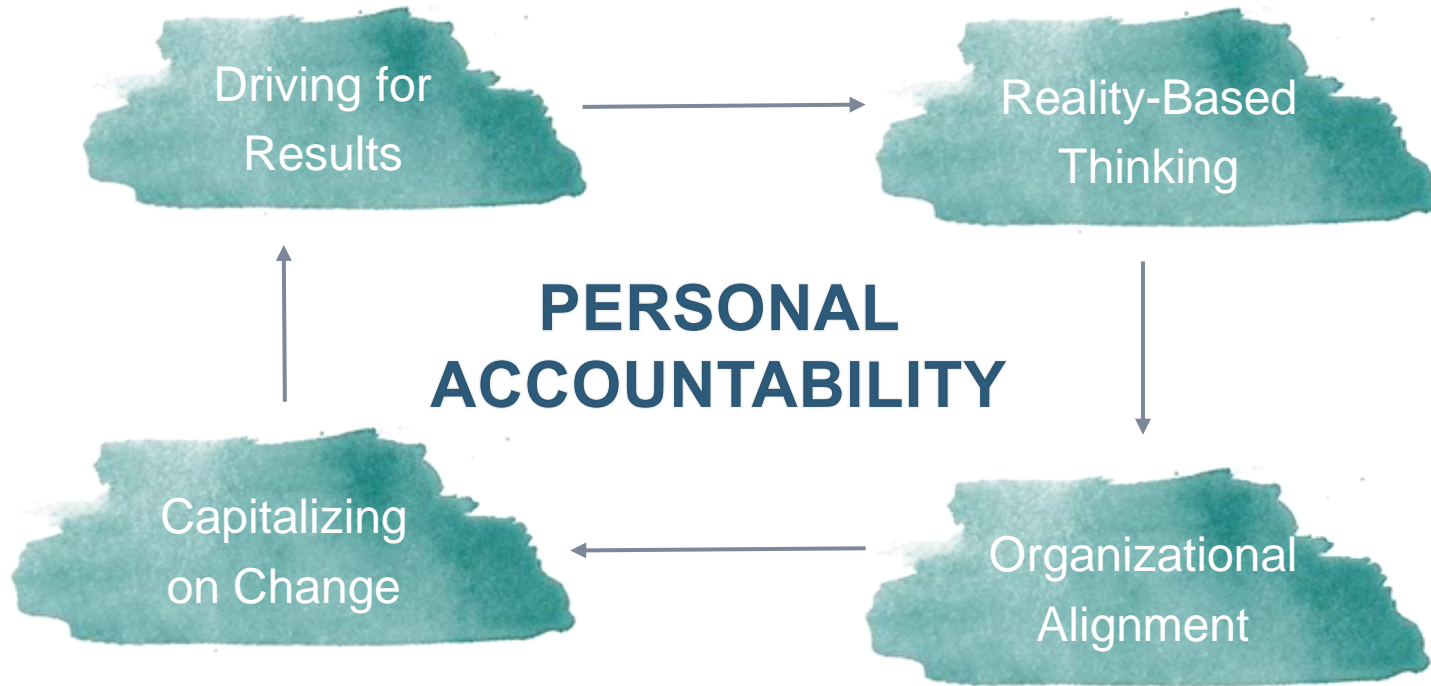 Driving for
Results
Reality-Based
Thinking
PERSONAL
ACCOUNTABILITY
Capitalizing
on Change
Organizational
Alignment